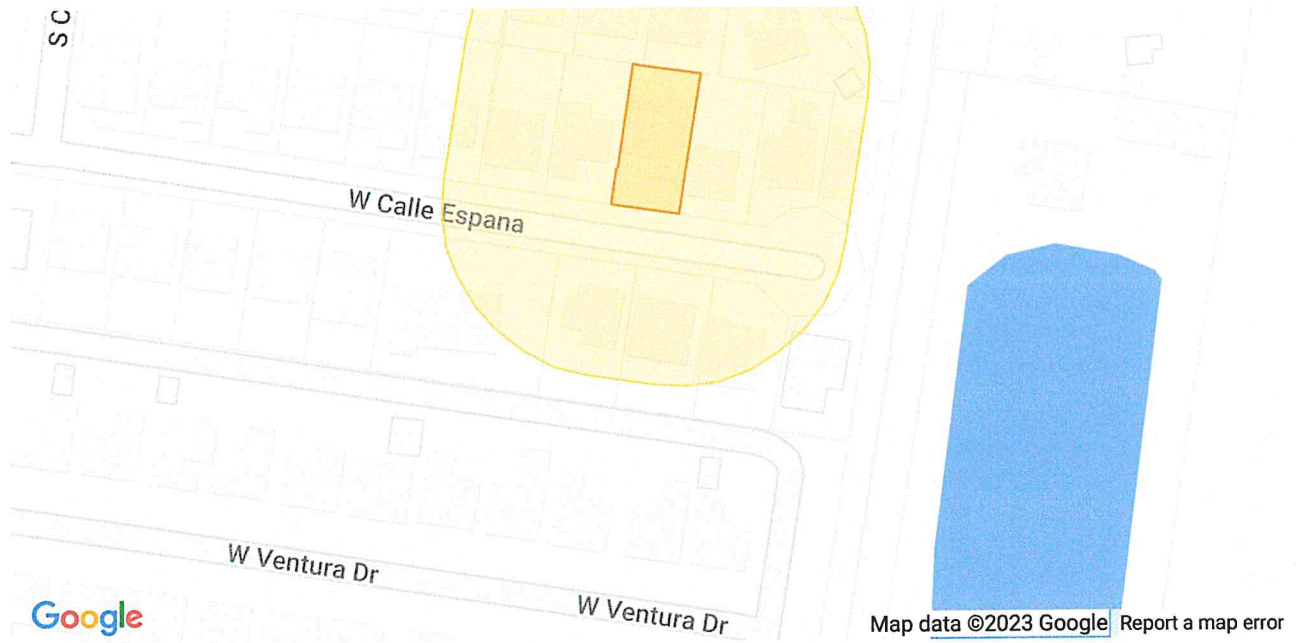 S C
W Calle Espana
W Ventura Dr
W Ventura Dr
Google
Map data ©2023 Google
Report a map error